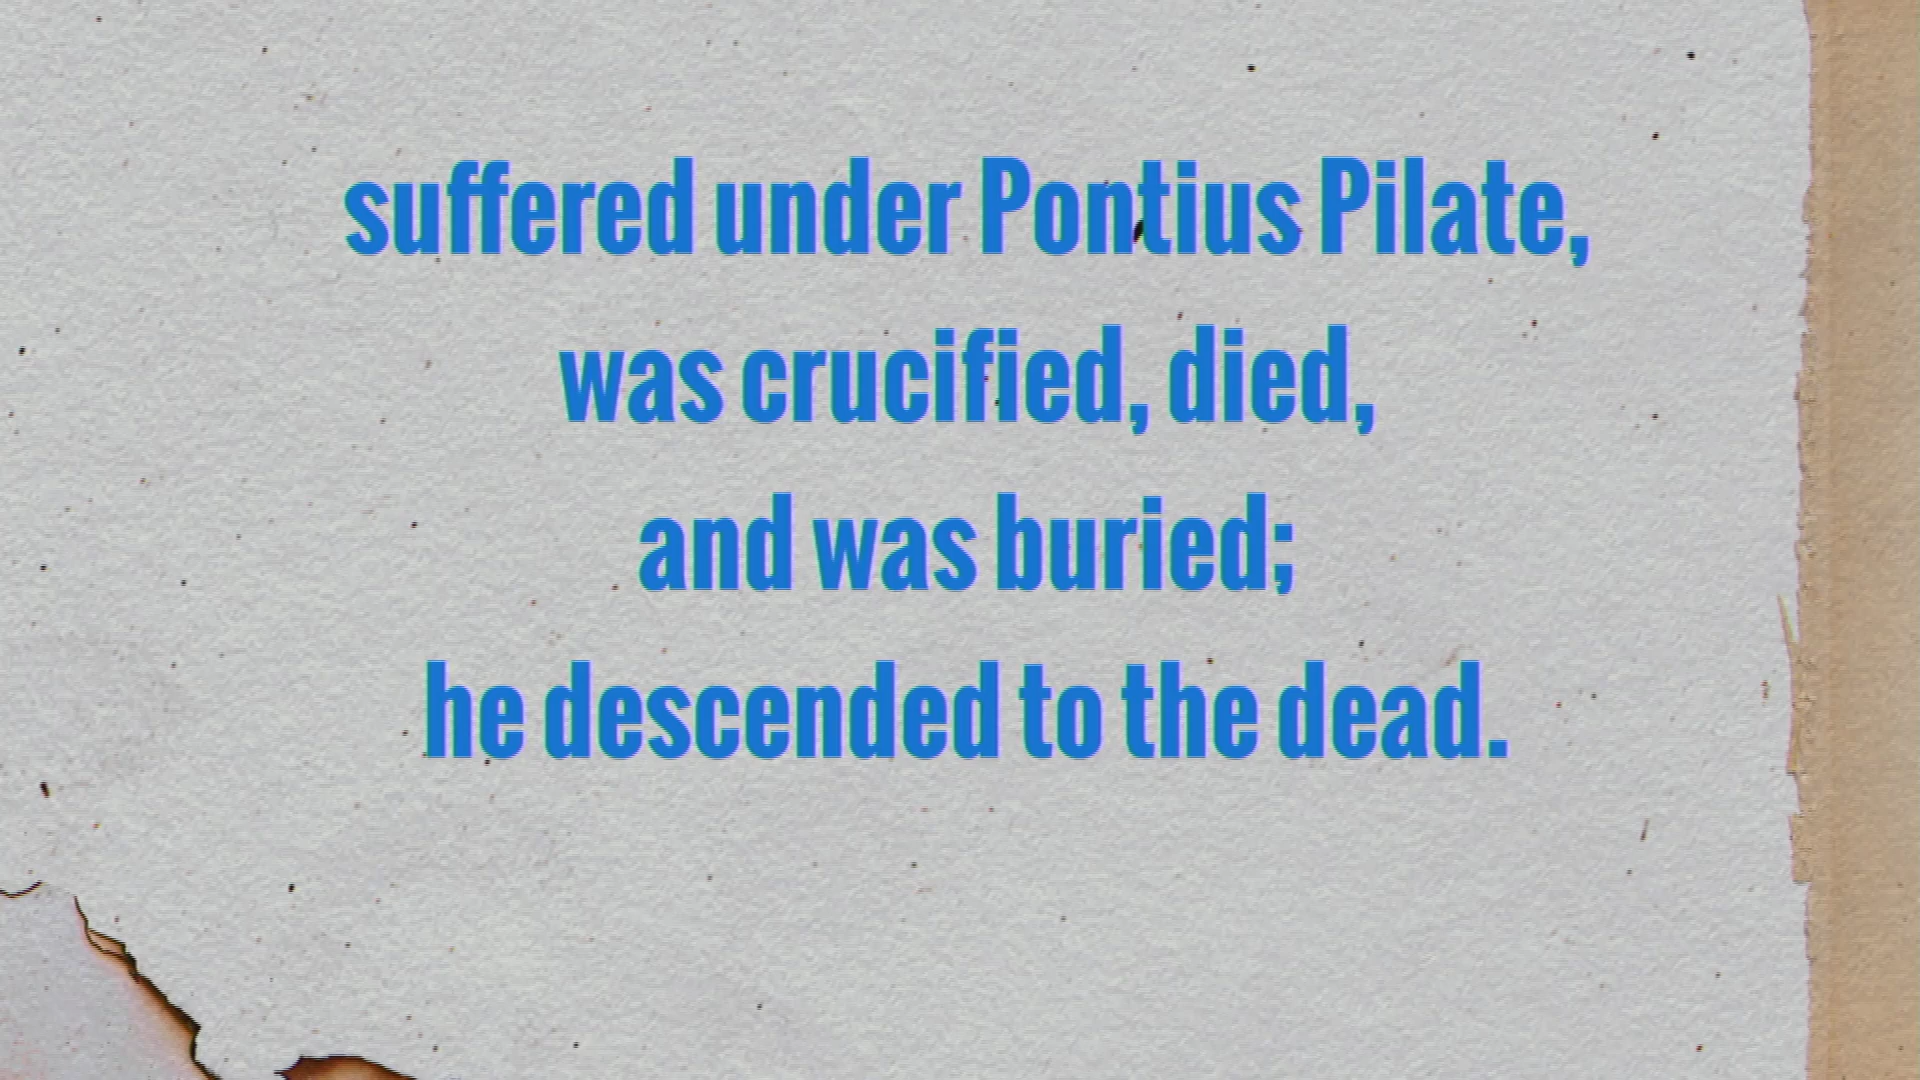 suffered under Pontius Pilate,
was crucified, died,
and was buried;
he descended to the dead.